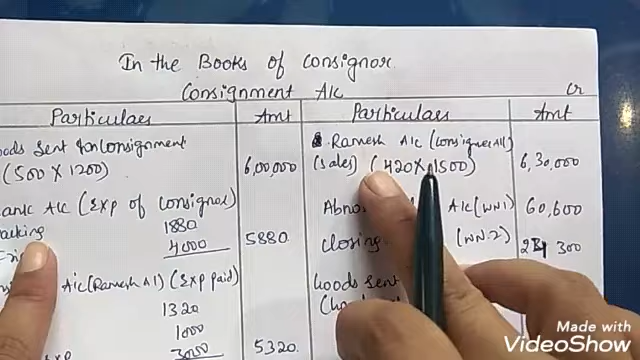 In the Books of Consignor
Consignment A/c
Cr
Particulars Amt Particulars Amt
oods Sent on Consignment
(500 X 1200) 6,00,000
Ramesh A/c (Consignee A/c)
(Sales) (420 X 1500) 6,30,000
ank A/c (Exp of Consignor)
acking 1880
4000 5880
A/c (WN1) 60,600
Closing (WN2) 300
A/c (Ramesh A/c) (Exp paid)
1320
1000
3000 5320
Goods Sent
Made with
VideoShow